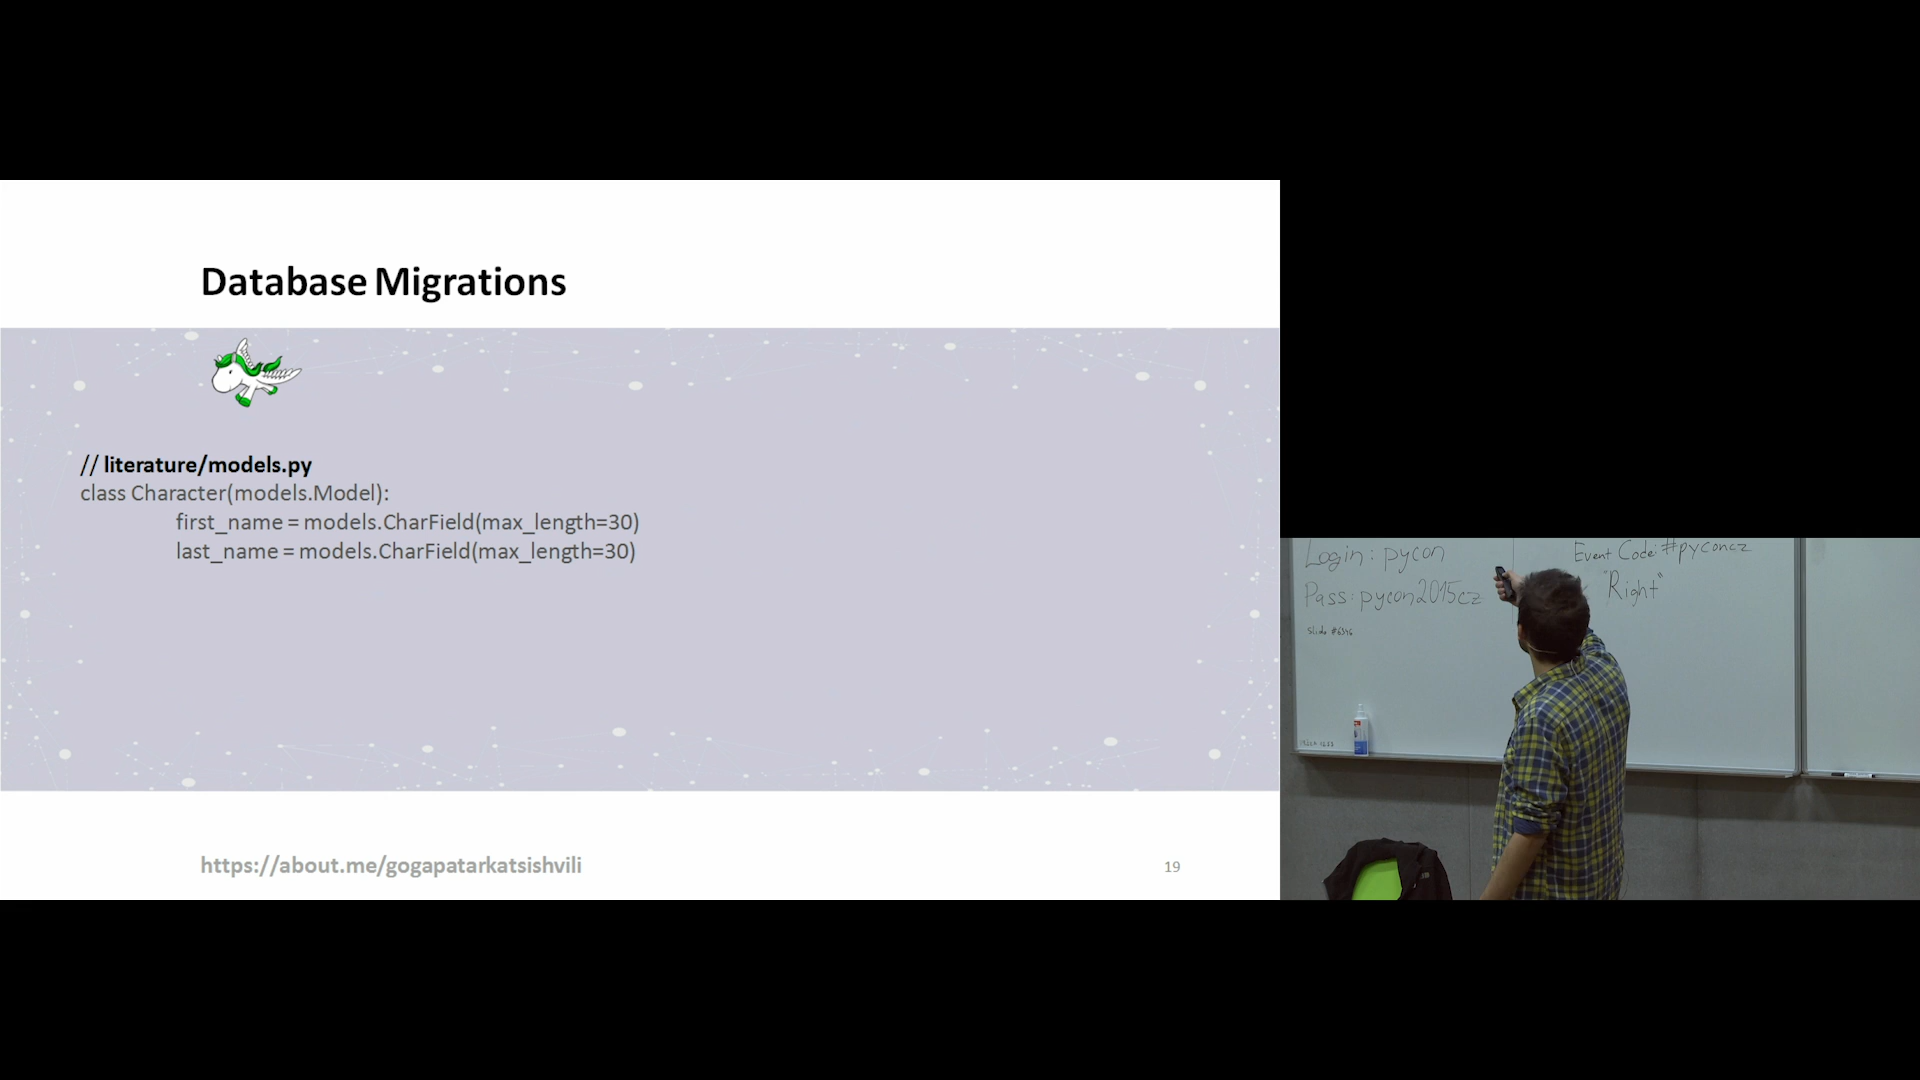 Database Migrations
// literature/models.py
class Character(models.Model):
first_name = models.CharField(max_length=30)
last_name = models.CharField(max_length=30)
https://about.me/gogapatarkatsishvili
19
Login: pycon
Pass: pycon2015cz
Event Code: #pyconcz
"Right"